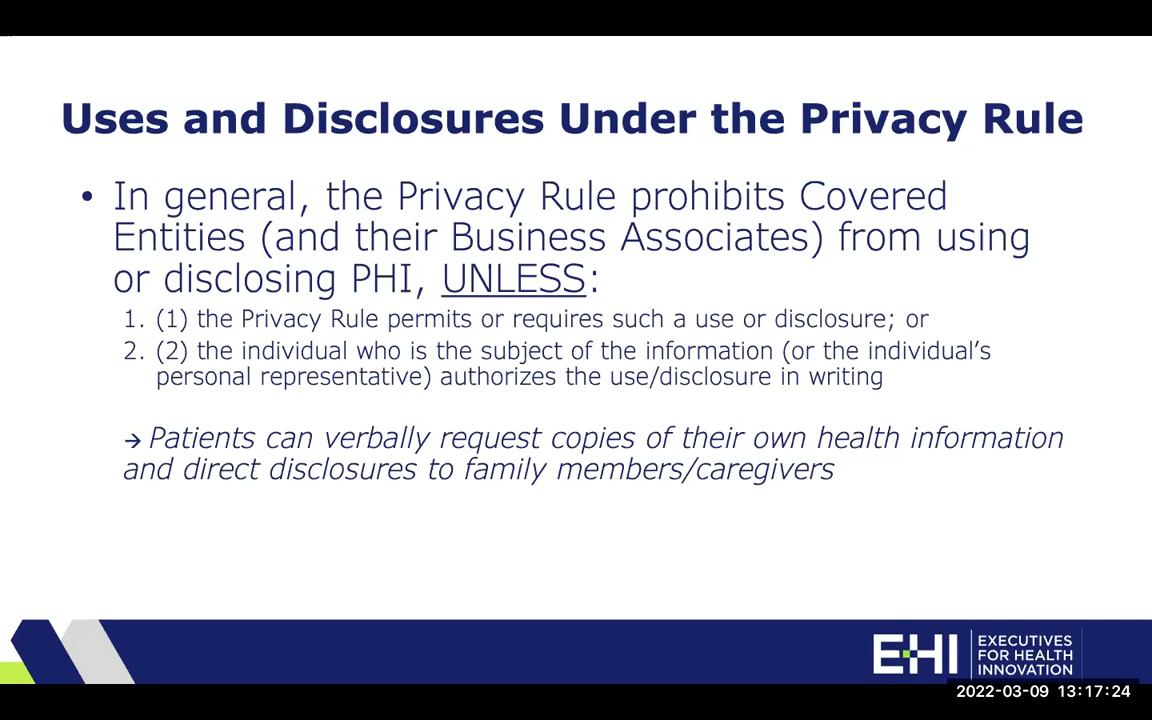 Uses and Disclosures Under the Privacy Rule
• In general, the Privacy Rule prohibits Covered
Entities (and their Business Associates) from using
or disclosing PHI, UNLESS:
1. (1) the Privacy Rule permits or requires such a use or disclosure; or
2. (2) the individual who is the subject of the information (or the individual’s
personal representative) authorizes the use/disclosure in writing
→ Patients can verbally request copies of their own health information
and direct disclosures to family members/caregivers
EHI
EXECUTIVES
FOR HEALTH
INNOVATION
2022-03-09 13:17:24